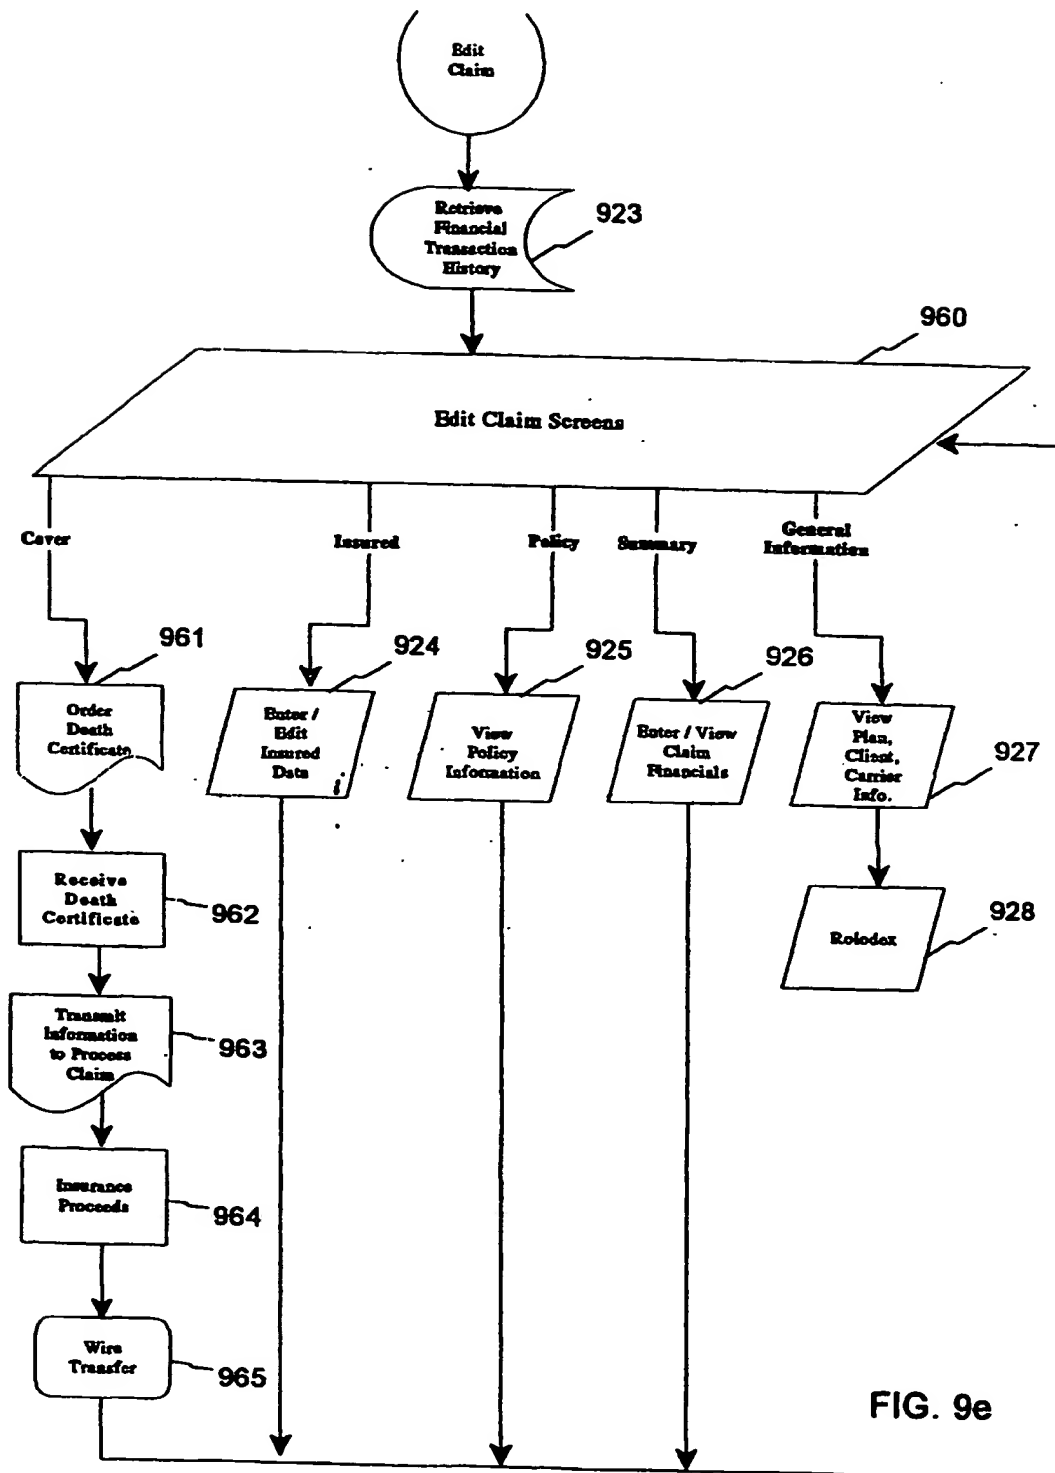 Edit
Claim
Retrieve
Financial
Transaction
History
923
960
Edit Claim Screens
Cover
Insured
Policy
Summary
General
Information
961
Order
Death
Certificate
924
Enter /
Edit
Insured
Data
925
View
Policy
Information
926
Enter / View
Claim
Financials
View
Plan,
Client,
Carrier
Info.
927
Receive
Death
Certificate
962
Rolodex
928
Transmit
Information
to Process
Claim
963
Insurance
Proceeds
964
Wire
Transfer
965
FIG. 9e